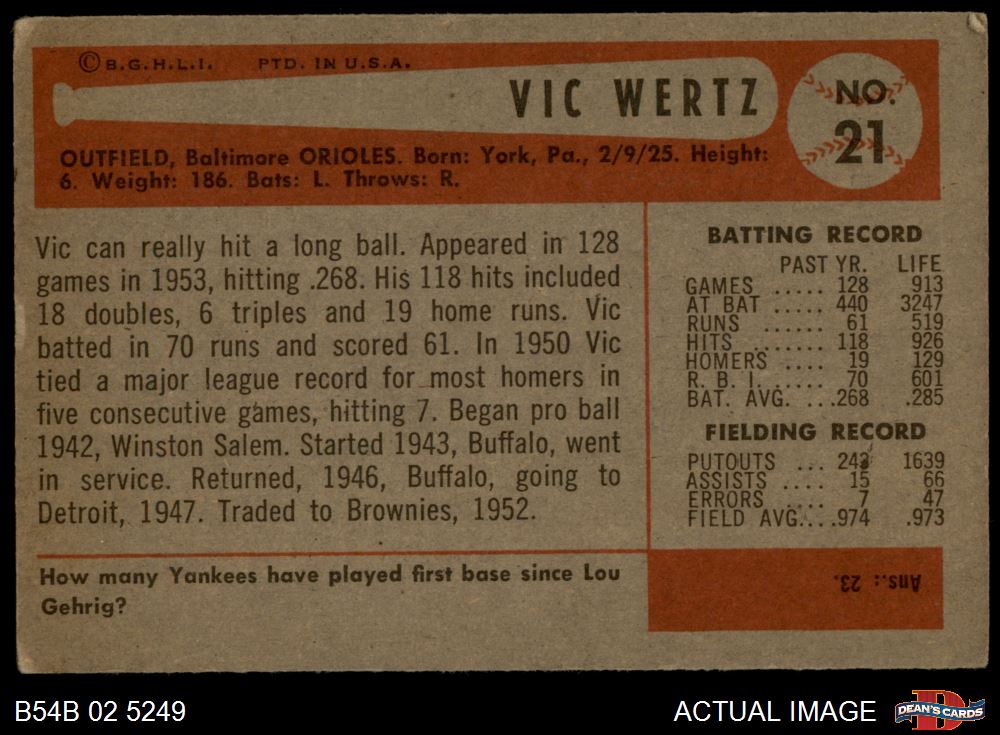 © B.G.H.L.I. PTD. IN U.S.A.
VIC WERTZ
NO.
21
OUTFIELD, Baltimore ORIOLES. Born: York, Pa., 2/9/25. Height:
6. Weight: 186. Bats: L. Throws: R.
Vic can really hit a long ball. Appeared in 128
games in 1953, hitting .268. His 118 hits included
18 doubles, 6 triples and 19 home runs. Vic
batted in 70 runs and scored 61. In 1950 Vic
tied a major league record for most homers in
five consecutive games, hitting 7. Began pro ball
1942, Winston Salem. Started 1943, Buffalo, went
in service. Returned, 1946, Buffalo, going to
Detroit, 1947. Traded to Brownies, 1952.
BATTING RECORD
PAST YR. LIFE
GAMES ..... 128 913
AT BAT ..... 440 3247
RUNS ...... 61 519
HITS ....... 118 926
HOMERS .... 19 129
R. B. I. ..... 70 601
BAT. AVG. ...268 .285
FIELDING RECORD
PUTOUTS ... 242 1639
ASSISTS .... 15 66
ERRORS ..... 7 47
FIELD AVG....974 .973
How many Yankees have played first base since Lou
Gehrig?
Ans.: 23.
B54B 02 5249
ACTUAL IMAGE
D
DEAN'S CARDS